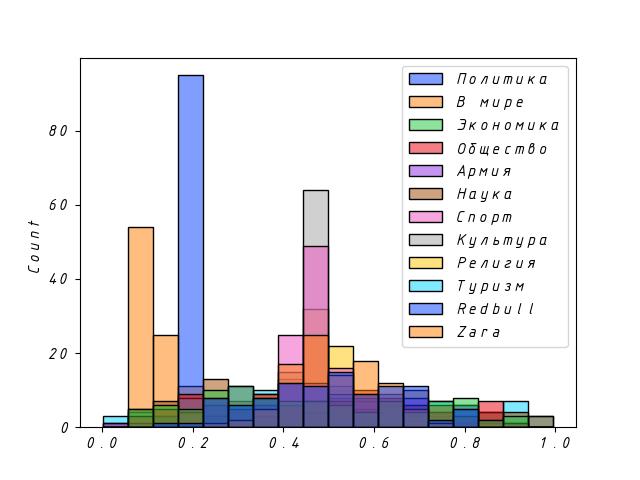 Count
80
60
40
20
0
0.0 0.2 0.4 0.6 0.8 1.0
Политика
В мире
Экономика
Общество
Армия
Наука
Спорт
Культура
Религия
Туризм
Redbull
Zara